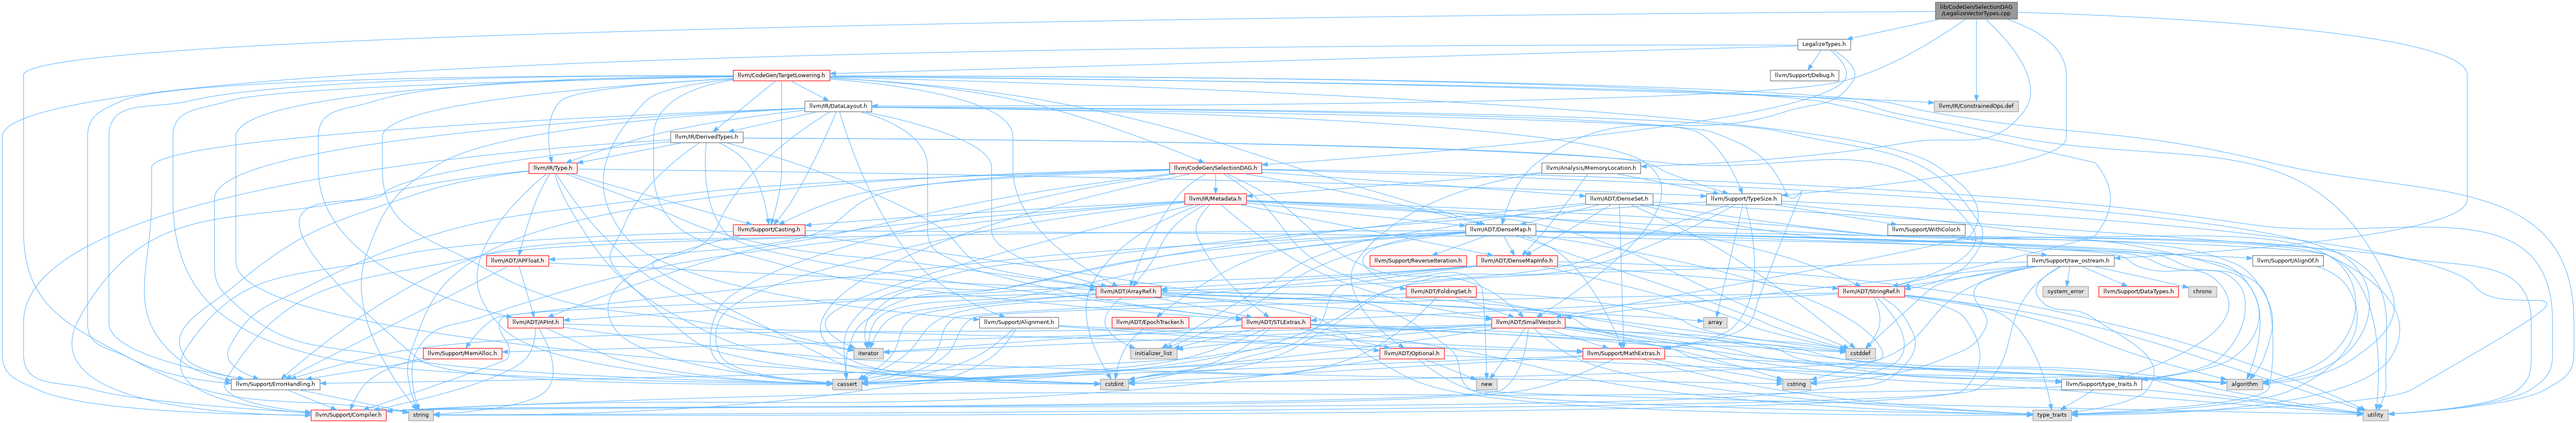 lib/CodeGen/SelectionDAG
/LegalizeVectorTypes.cpp
LegalizeTypes.h
llvm/CodeGen/TargetLowering.h
llvm/Support/Debug.h
llvm/IR/DataLayout.h
llvm/IR/ConstrainedOps.def
llvm/IR/DerivedTypes.h
llvm/IR/Type.h
llvm/CodeGen/SelectionDAG.h
llvm/Analysis/MemoryLocation.h
llvm/IR/Metadata.h
llvm/ADT/DenseSet.h
llvm/Support/TypeSize.h
llvm/Support/Casting.h
llvm/ADT/DenseMap.h
llvm/Support/WithColor.h
llvm/ADT/APFloat.h
llvm/Support/ReverseIteration.h
llvm/ADT/DenseMapInfo.h
llvm/Support/raw_ostream.h
llvm/Support/AlignOf.h
llvm/ADT/ArrayRef.h
llvm/ADT/FoldingSet.h
llvm/ADT/StringRef.h
system_error
llvm/Support/DataTypes.h
chrono
llvm/ADT/APInt.h
llvm/Support/Alignment.h
llvm/ADT/EpochTracker.h
llvm/ADT/STLExtras.h
llvm/ADT/SmallVector.h
array
llvm/Support/MemAlloc.h
iterator
initializer_list
llvm/ADT/Optional.h
llvm/Support/MathExtras.h
cstddef
llvm/Support/ErrorHandling.h
cassert
cstdint
new
cstring
llvm/Support/type_traits.h
algorithm
llvm/Support/Compiler.h
string
type_traits
utility